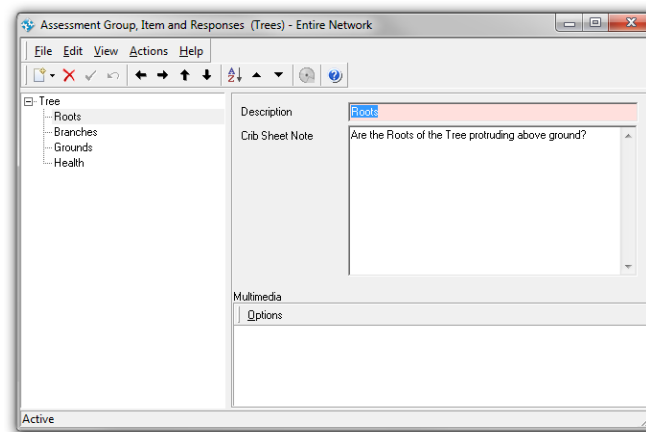 Assessment Group, Item and Responses (Trees) - Entire Network
File Edit View Actions Help
Tree
Roots
Branches
Grounds
Health
Description
Roots
Crib Sheet Note
Are the Roots of the Tree protruding above ground?
Multimedia
Options
Active